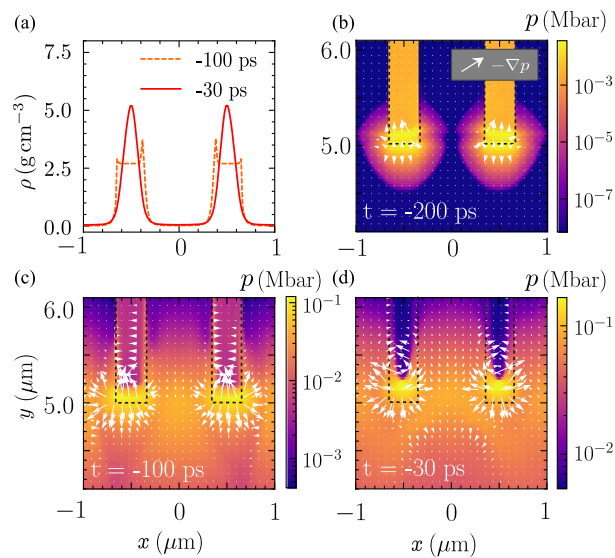 (a)
-100 ps
-30 ps
ρ (g cm⁻³)
7.5
5.0
2.5
0.0
−1 0 1
(b) p (Mbar)
6.0
5.0
−∇p
t = -200 ps
10⁻³
10⁻⁵
10⁻⁷
−1 0 1
(c) p (Mbar)
6.0
5.0
y (μm)
t = -100 ps
10⁻¹
10⁻²
10⁻³
−1 0 1
x (μm)
(d) p (Mbar)
t = -30 ps
10⁻¹
10⁻²
−1 0 1
x (μm)